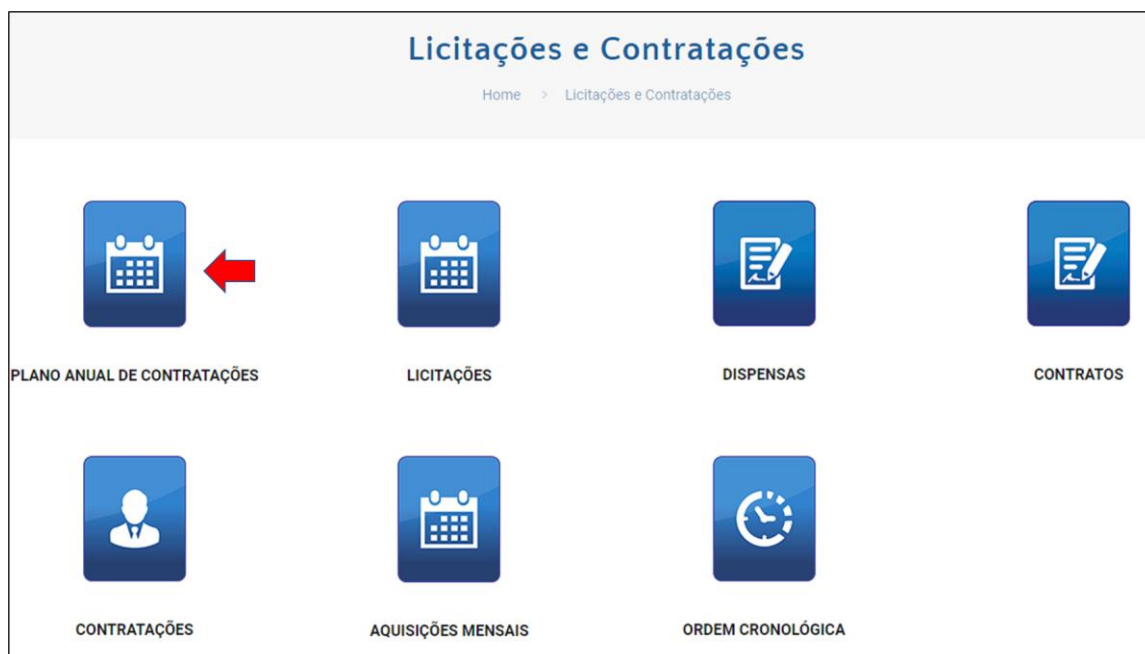 Licitações e Contratações
Home > Licitações e Contratações
PLANO ANUAL DE CONTRATAÇÕES
LICITAÇÕES
DISPENSAS
CONTRATOS
CONTRATAÇÕES
AQUISIÇÕES MENSAIS
ORDEM CRONOLÓGICA